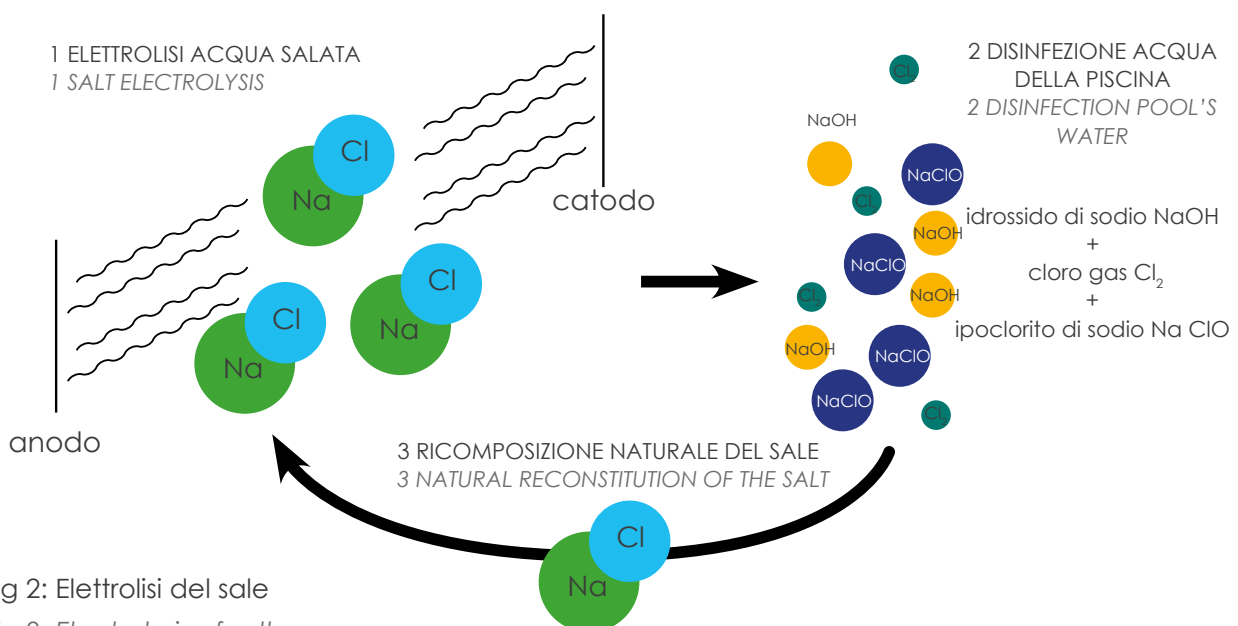 1 ELETTROLISI ACQUA SALATA
1 SALT ELECTROLYSIS
Cl
Na
Cl
Na
Cl
Na
anodo
catodo
2 DISINFEZIONE ACQUA
DELLA PISCINA
2 DISINFECTION POOL'S
WATER
Cl2
NaOH
NaClO
Cl2
NaOH
NaClO
Cl2
NaOH
NaOH
NaClO
NaClO
Cl2
idrossido di sodio NaOH
+
cloro gas Cl2
+
ipoclorito di sodio Na ClO
3 RICOMPOSIZIONE NATURALE DEL SALE
3 NATURAL RECONSTITUTION OF THE SALT
Cl
Na
g 2: Elettrolisi del sale